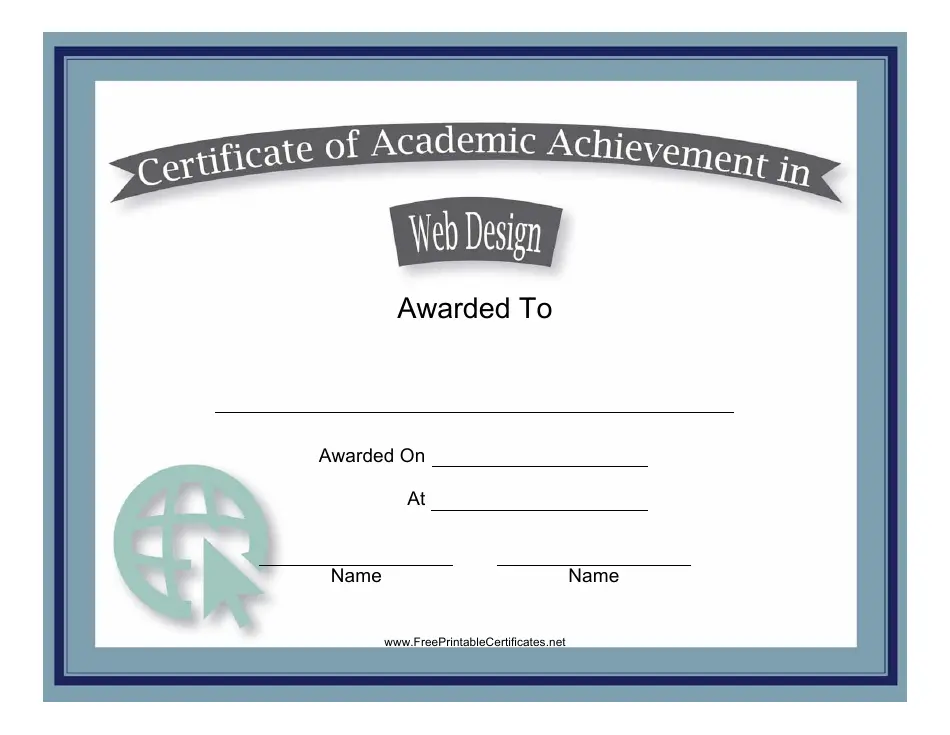 Certificate of Academic Achievement in
Web Design
Awarded To
Awarded On
At
Name Name
www.FreePrintableCertificates.net